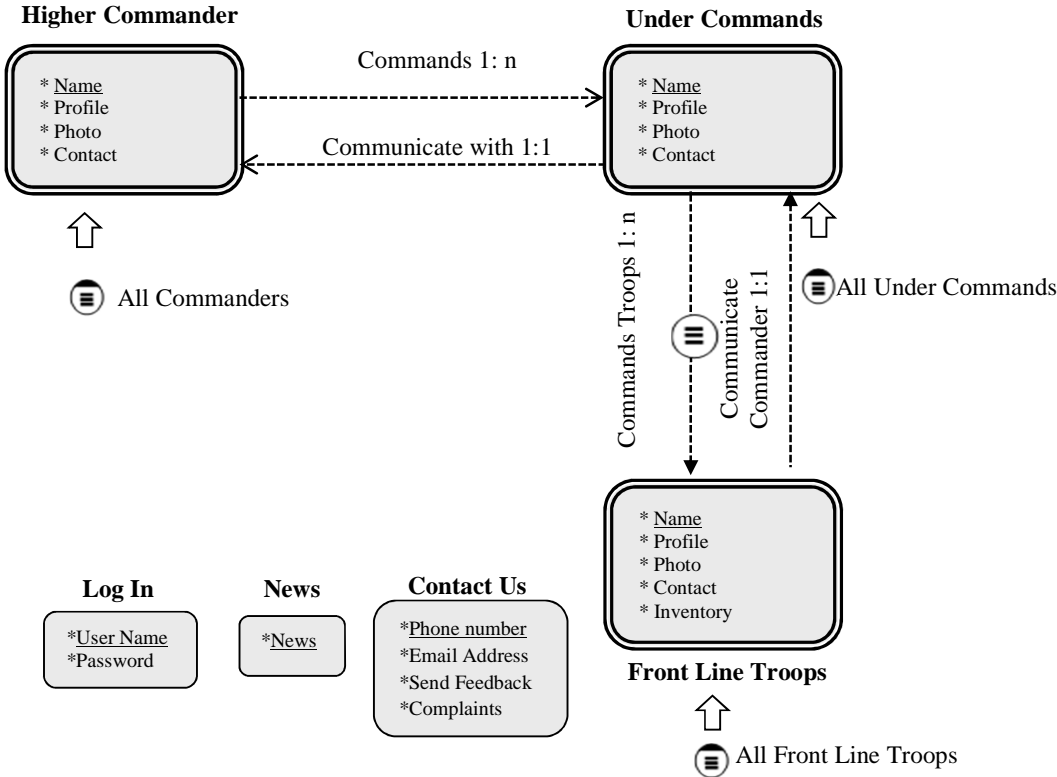 Higher Commander
* Name
* Profile
* Photo
* Contact
Commands 1: n
Communicate with 1:1
Under Commands
* Name
* Profile
* Photo
* Contact
All Commanders
Commands Troops 1: n
Communicate
Commander 1:1
All Under Commands
* Name
* Profile
* Photo
* Contact
* Inventory
Front Line Troops
All Front Line Troops
Log In
*User Name
*Password
News
*News
Contact Us
*Phone number
*Email Address
*Send Feedback
*Complaints